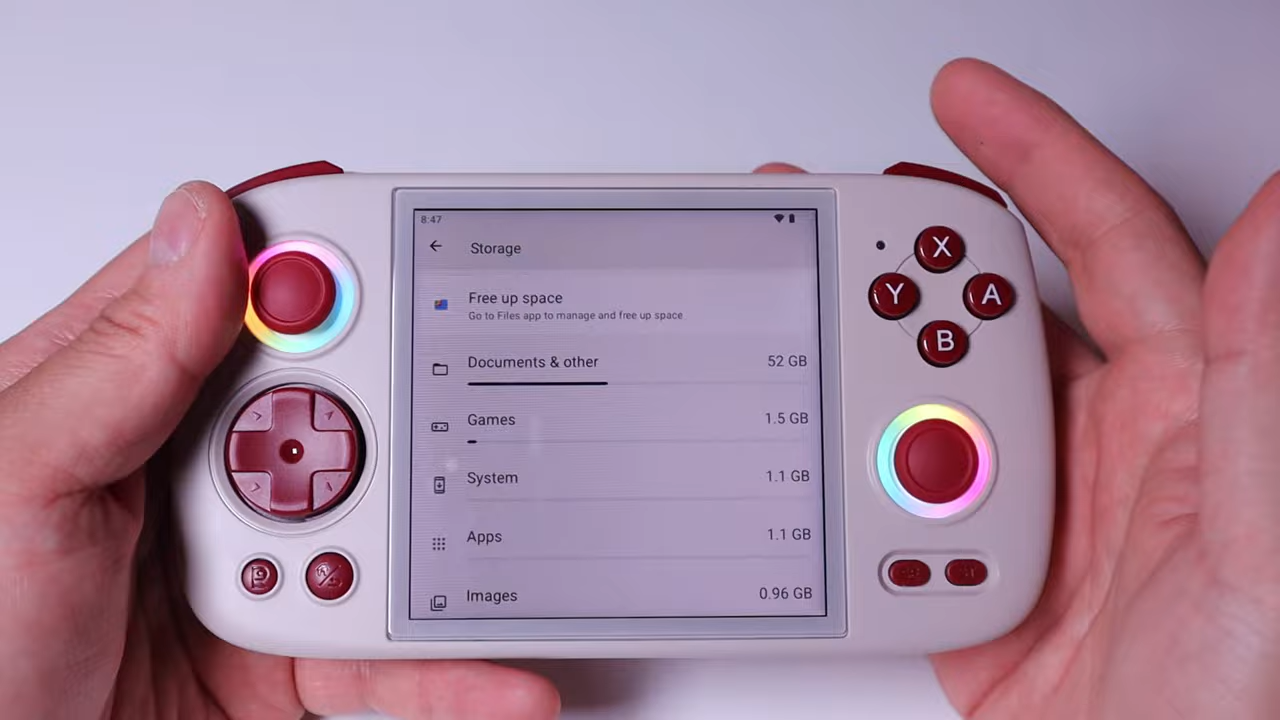 8:47
Storage
Free up space
Go to Files app to manage and free up space
Documents & other 52 GB
Games 1.5 GB
System 1.1 GB
Apps 1.1 GB
Images 0.96 GB
X
Y A
B